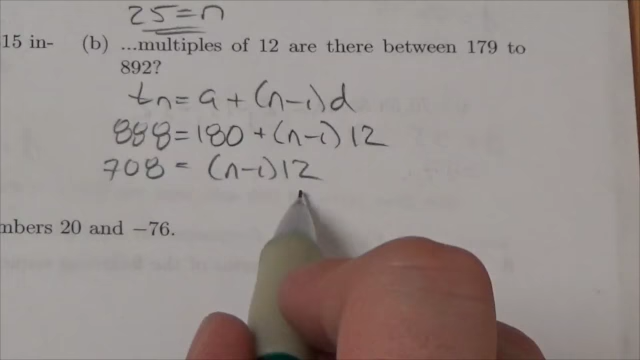 25=n
15 in- (b) ...multiples of 12 are there between 179 to
892?
tn=a+(n-1)d
888=180+(n-1)12
708=(n-1)12
mbers 20 and −76.